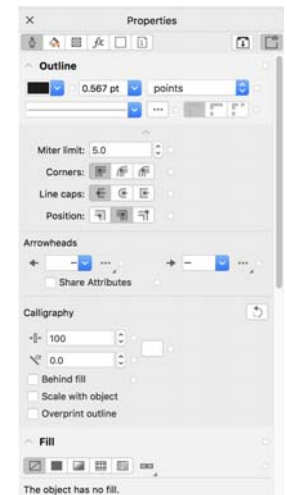 Properties
fx
Outline
0.567 pt points
...
Miter limit: 5.0
Corners:
Line caps:
Position:
Arrowheads
Share Attributes
Calligraphy
100
0.0
Behind fill
Scale with object
Overprint outline
Fill
The object has no fill.